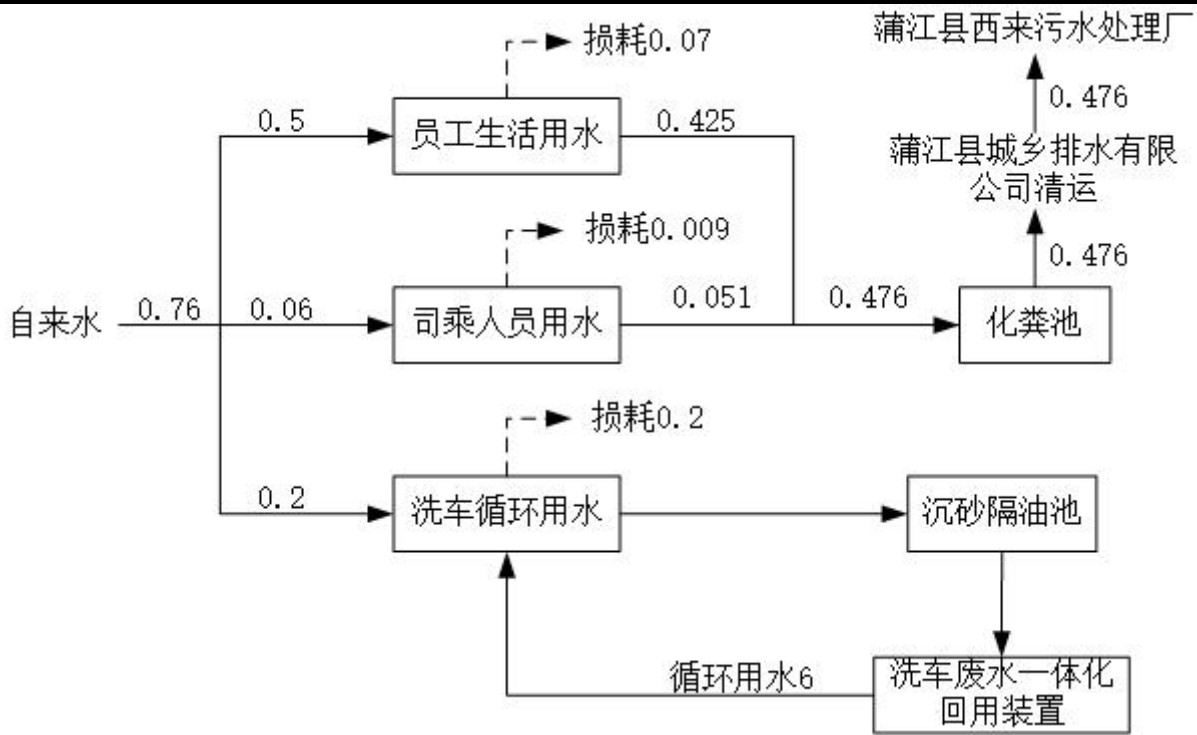 损耗0.07
蒲江县西来污水处理厂
0.476
0.5
员工生活用水
0.425
蒲江县城乡排水有限
公司清运
损耗0.009
0.476
自来水
0.76
0.06
司乘人员用水
0.051
0.476
化粪池
损耗0.2
0.2
洗车循环用水
沉砂隔油池
循环用水6
洗车废水一体化
回用装置